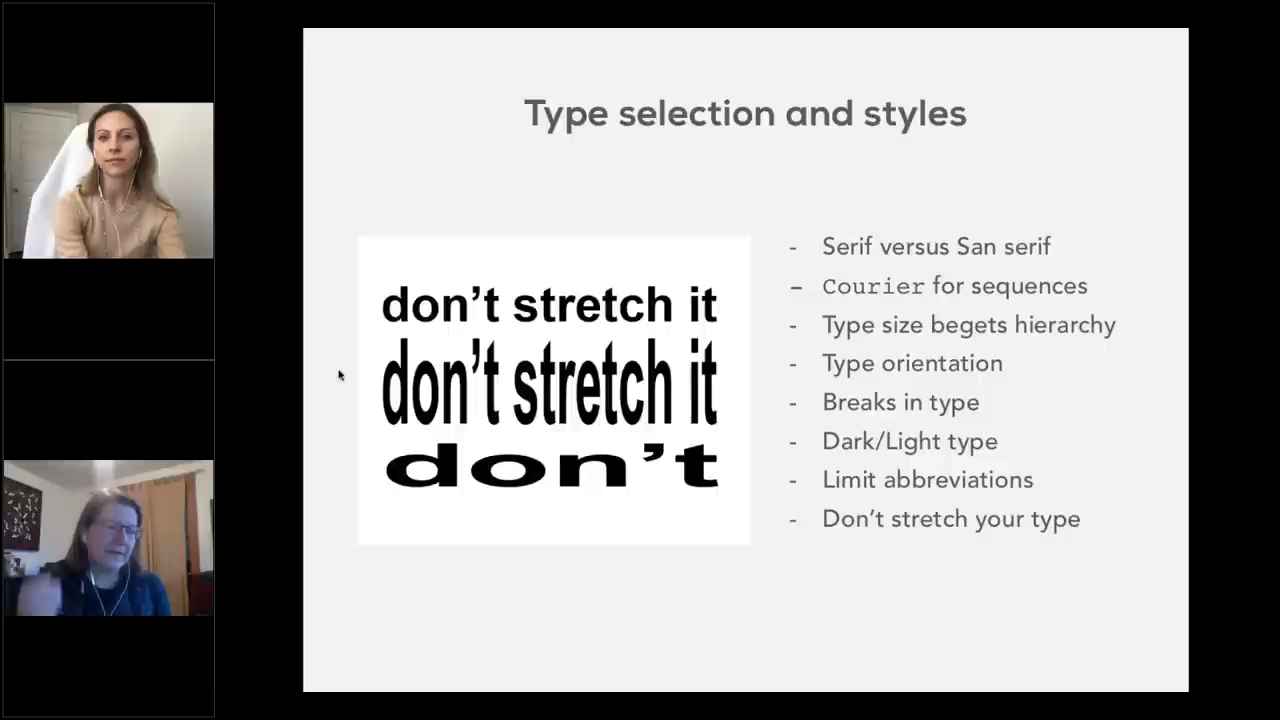 Type selection and styles
don't stretch it
don't stretch it
don't
- Serif versus San serif
- Courier for sequences
- Type size begets hierarchy
- Type orientation
- Breaks in type
- Dark/Light type
- Limit abbreviations
- Don't stretch your type